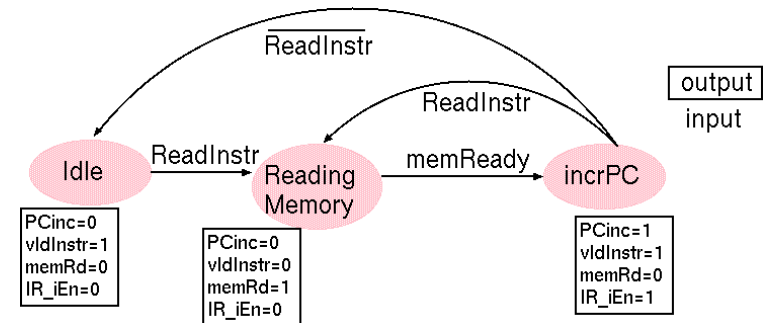 ReadInstr
ReadInstr
output
input
Idle
ReadInstr
Reading
Memory
memReady
incrPC
PCinc=0
vldInstr=1
memRd=0
IR_iEn=0
PCinc=0
vldInstr=0
memRd=1
IR_iEn=0
PCinc=1
vldInstr=1
memRd=0
IR_iEn=1